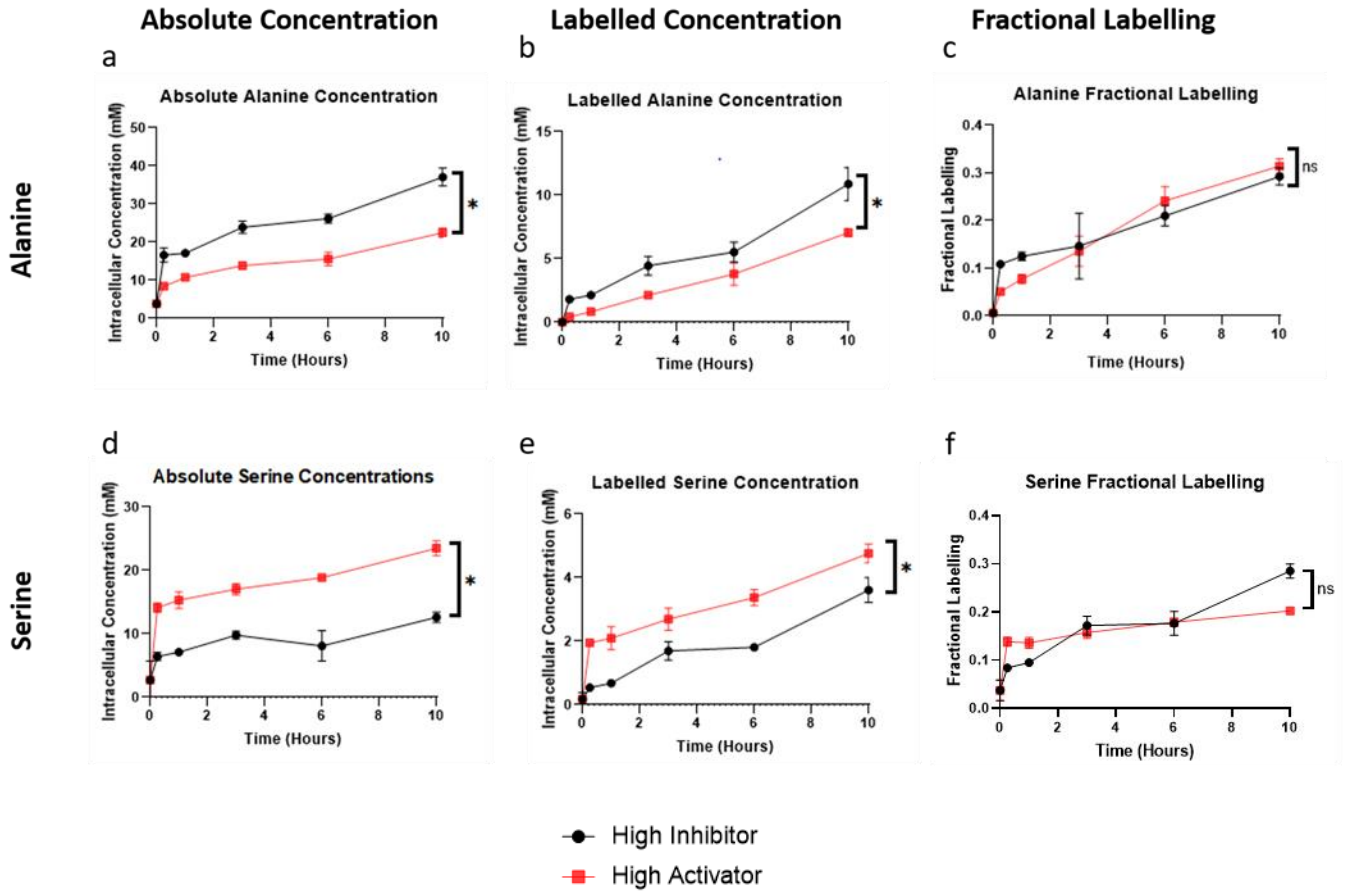 Absolute Concentration
Labelled Concentration
Fractional Labelling
Alanine
a
Absolute Alanine Concentration
Intracellular Concentration (mM)
50
40
30
20
10
0
0 2 4 6 8 10
Time (Hours)
*
b
Labelled Alanine Concentration
Intracellular Concentration (mM)
15
10
5
0
0 2 4 6 8 10
Time (Hours)
*
c
Alanine Fractional Labelling
Fractional Labelling
0.4
0.3
0.2
0.1
0.0
0 2 4 6 8 10
Time (Hours)
ns
Serine
d
Absolute Serine Concentrations
Intracellular Concentration (mM)
30
20
10
0
0 2 4 6 8 10
Time (Hours)
*
e
Labelled Serine Concentration
Intracellular Concentration (mM)
6
4
2
0
0 2 4 6 8 10
Time (Hours)
*
f
Serine Fractional Labelling
Fractional Labelling
0.4
0.3
0.2
0.1
0.0
0 2 4 6 8 10
Time (Hours)
ns
High Inhibitor
High Activator